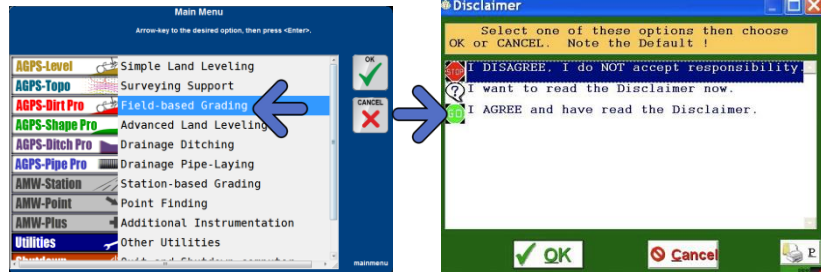 Main Menu
Arrow-key to the desired option, then press <Enter>.
AGPS-Level Simple Land Leveling
AGPS-Topo Surveying Support
AGPS-Dirt Pro Field-based Grading
AGPS-Shape Pro Advanced Land Leveling
AGPS-Ditch Pro Drainage Ditching
AGPS-Pipe Pro Drainage Pipe-Laying
AMW-Station Station-based Grading
AMW-Point Point Finding
AMW-Plus Additional Instrumentation
Utilities Other Utilities
Shutdown Quit and Shutdown computer
OK
CANCEL
mainmenu
Disclaimer
Select one of these options then choose
OK or CANCEL. Note the Default !
STOP I DISAGREE, I do NOT accept responsibility.
? I want to read the Disclaimer now.
GO I AGREE and have read the Disclaimer.
OK Cancel P